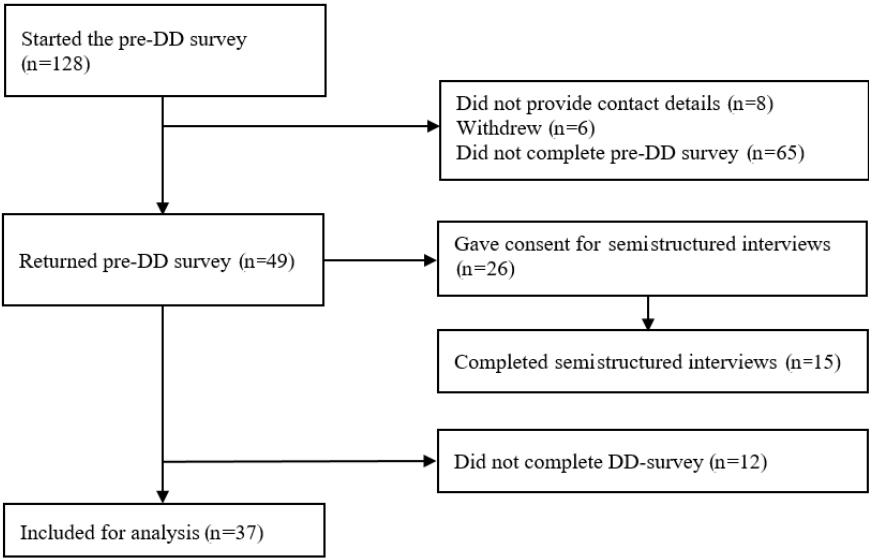 Started the pre-DD survey
(n=128)
Did not provide contact details (n=8)
Withdrew (n=6)
Did not complete pre-DD survey (n=65)
Returned pre-DD survey (n=49)
Gave consent for semistructured interviews
(n=26)
Completed semistructured interviews (n=15)
Did not complete DD-survey (n=12)
Included for analysis (n=37)